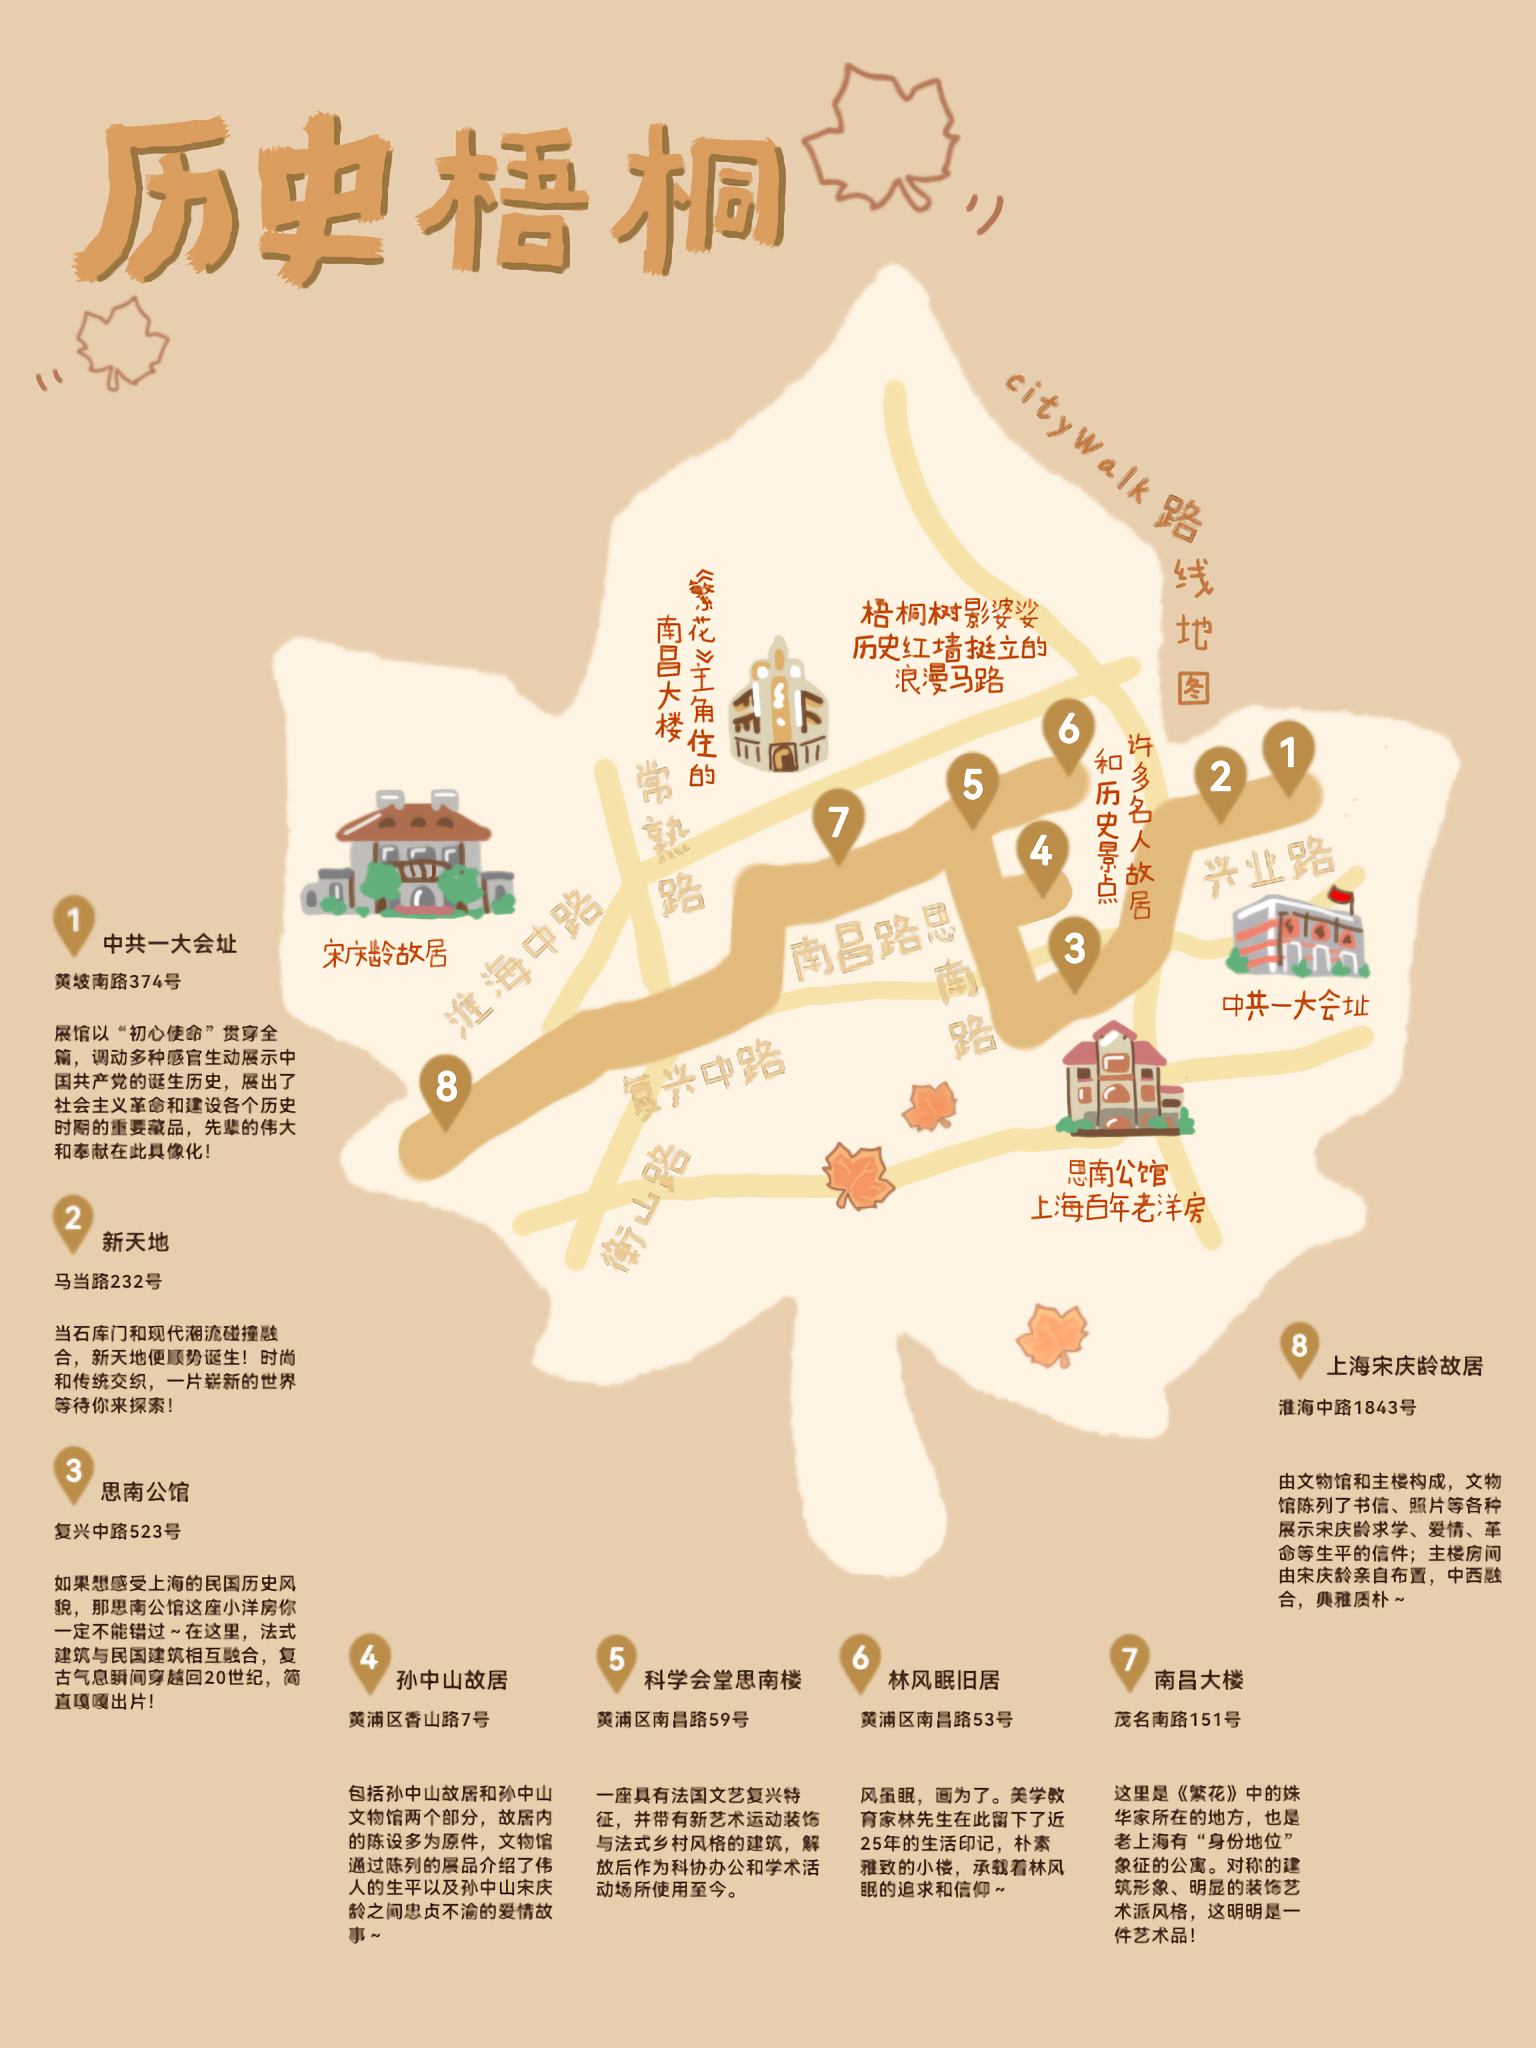 历史梧桐
citywalk路线地图
《繁花》主角住的
南昌大楼
梧桐树影婆娑
历史红墙挺立的
浪漫马路
许多名人故居
和历史景点
6
1
2
5
7
4
3
8
常熟路
兴业路
淮海中路
南昌路
思南路
复兴中路
衡山路
宋庆龄故居
中共一大会址
思南公馆
上海百年老洋房
1
中共一大会址
黄坡南路374号
展馆以“初心使命”贯穿全
篇，调动多种感官生动展示中
国共产党的诞生历史，展出了
社会主义革命和建设各个历史
时期的重要藏品，先辈的伟大
和奉献在此具像化！
2
新天地
马当路232号
当石库门和现代潮流碰撞融
合，新天地便顺势诞生！时尚
和传统交织，一片崭新的世界
等待你来探索！
3
思南公馆
复兴中路523号
如果想感受上海的民国历史风
貌，那思南公馆这座小洋房你
一定不能错过~在这里，法式
建筑与民国建筑相互融合，复
古气息瞬间穿越回20世纪，简
直嘎嘎出片！
4
孙中山故居
黄浦区香山路7号
包括孙中山故居和孙中山
文物馆两个部分，故居内
的陈设多为原件，文物馆
通过陈列的展品介绍了伟
人的生平以及孙中山宋庆
龄之间忠贞不渝的爱情故
事~
5
科学会堂思南楼
黄浦区南昌路59号
一座具有法国文艺复兴特
征，并带有新艺术运动装饰
与法式乡村风格的建筑，解
放后作为科协办公和学术活
动场所使用至今。
6
林风眠旧居
黄浦区南昌路53号
风虽眠，画为了。美学教
育家林先生在此留下了近
25年的生活印记，朴素
雅致的小楼，承载着林风
眠的追求和信仰~
7
南昌大楼
茂名南路151号
这里是《繁花》中的姝
华家所在的地方，也是
老上海有“身份地位”
象征的公寓。对称的建
筑形象、明显的装饰艺
术派风格，这明明是一
件艺术品！
8
上海宋庆龄故居
淮海中路1843号
由文物馆和主楼构成，文物
馆陈列了书信、照片等各种
展示宋庆龄求学、爱情、革
命等生平的信件；主楼房间
由宋庆龄亲自布置，中西融
合，典雅质朴~